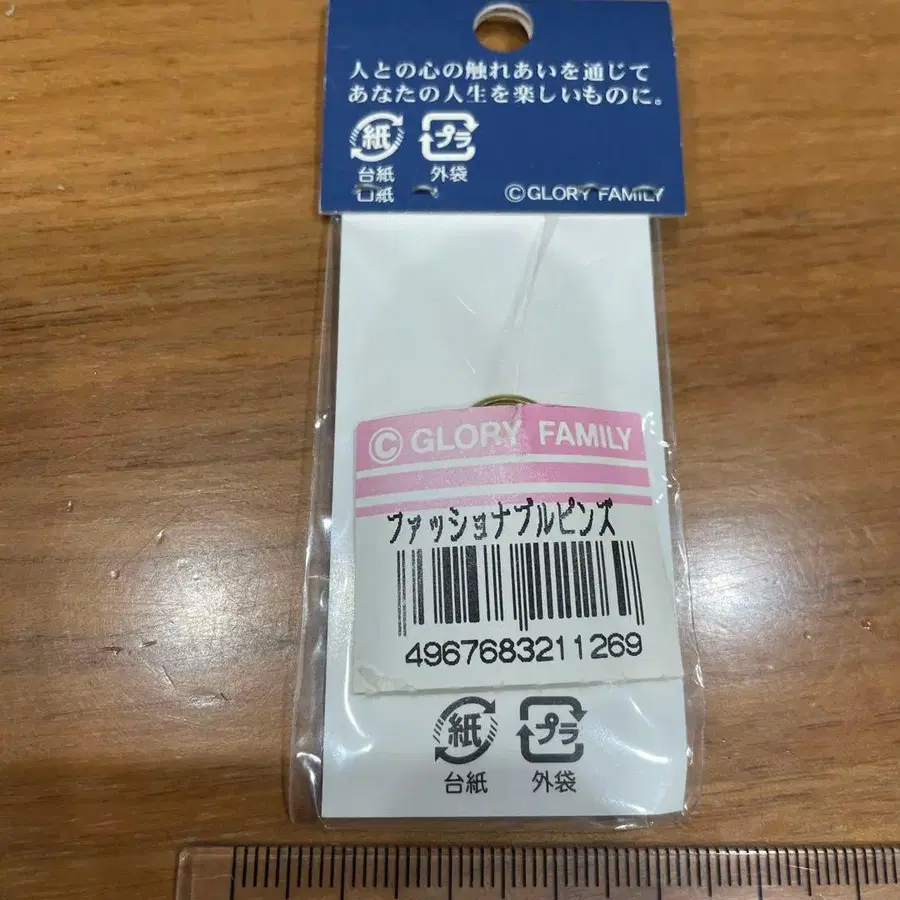 人との心の触れあいを通じて
あなたの人生を楽しいものに。
紙 プラ
台紙 外袋
口紙
©GLORY FAMILY
© GLORY FAMILY
ファッショナブルピンズ
4967683211269
紙 プラ
台紙 外袋